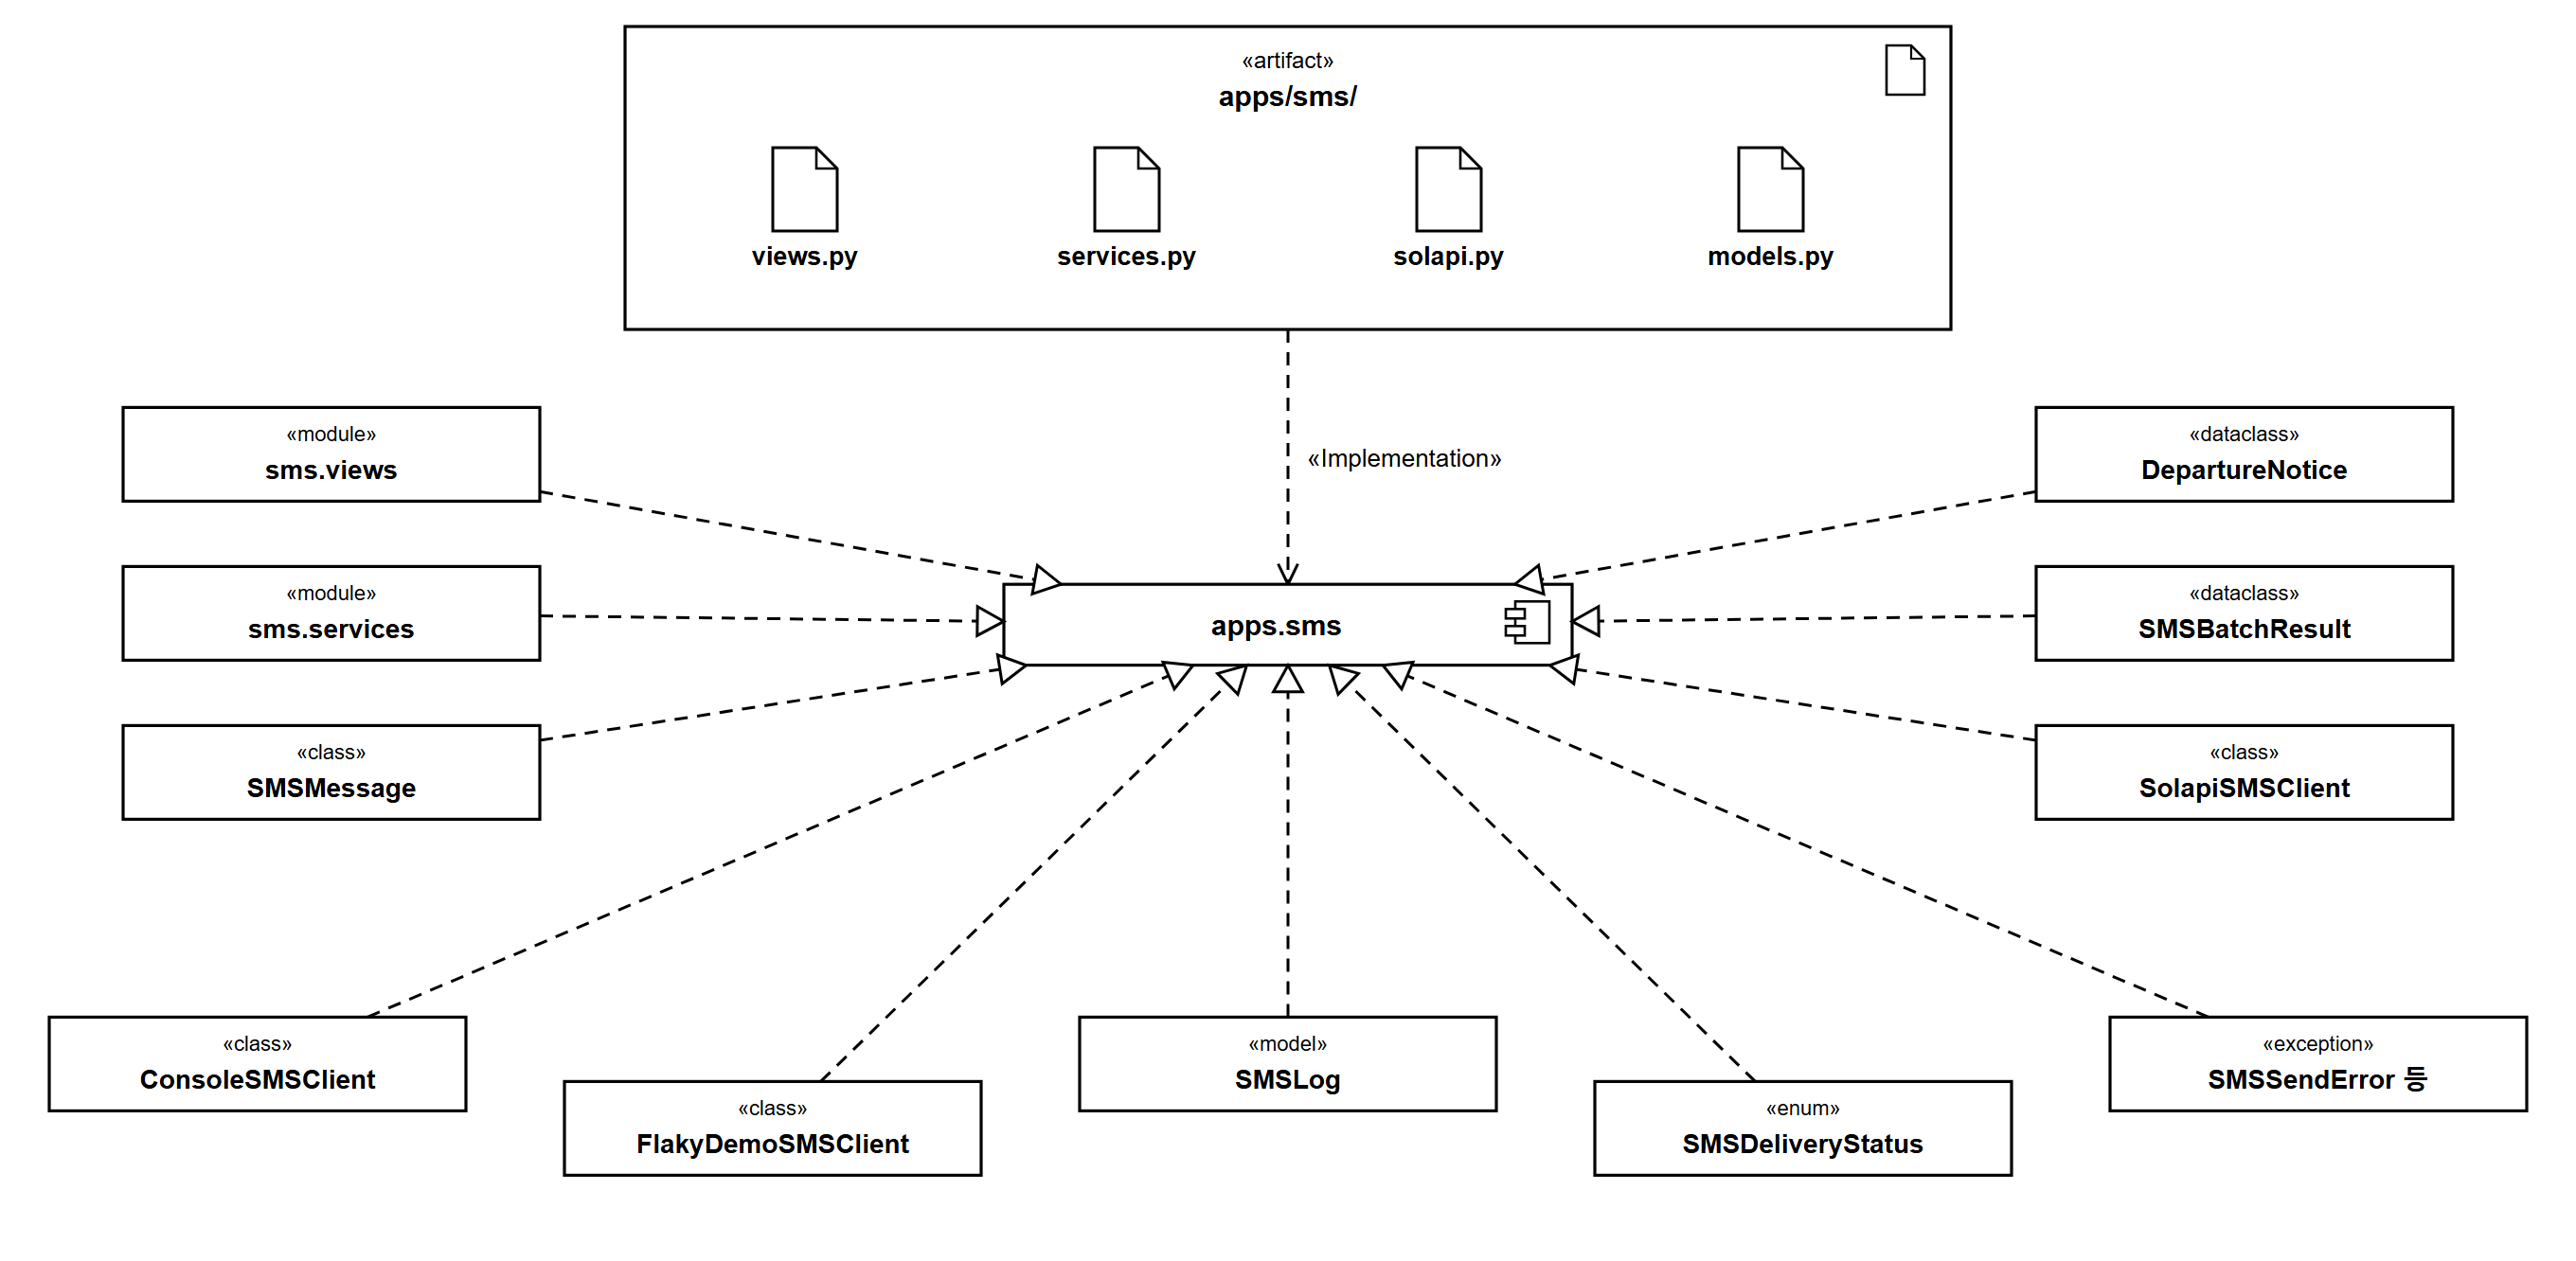 «artifact»
apps/sms/
views.py
services.py
solapi.py
models.py
«Implementation»
«module»
sms.views
«dataclass»
DepartureNotice
«module»
sms.services
apps.sms
«dataclass»
SMSBatchResult
«class»
SMSMessage
«class»
SolapiSMSClient
«class»
ConsoleSMSClient
«class»
FlakyDemoSMSClient
«model»
SMSLog
«enum»
SMSDeliveryStatus
«exception»
SMSSendError 등